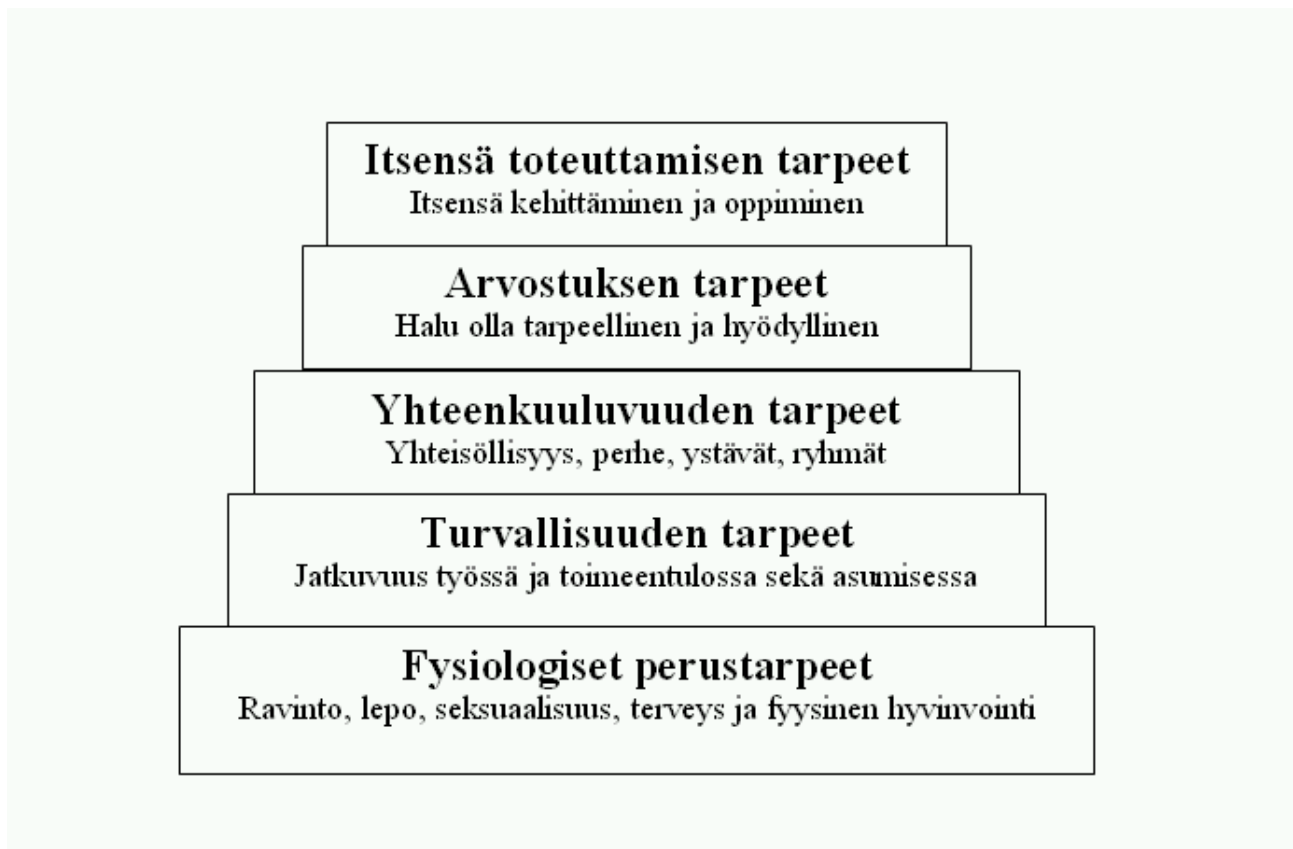 Itsensä toteuttamisen tarpeet
Itsensä kehittäminen ja oppiminen
Arvostuksen tarpeet
Halu olla tarpeellinen ja hyödyllinen
Yhteenkuuluvuuden tarpeet
Yhteisöllisyys, perhe, ystävät, ryhmät
Turvallisuuden tarpeet
Jatkuvuus työssä ja toimeentulossa sekä asumisessa
Fysiologiset perustarpeet
Ravinto, lepo, seksuaalisuus, terveys ja fyysinen hyvinvointi